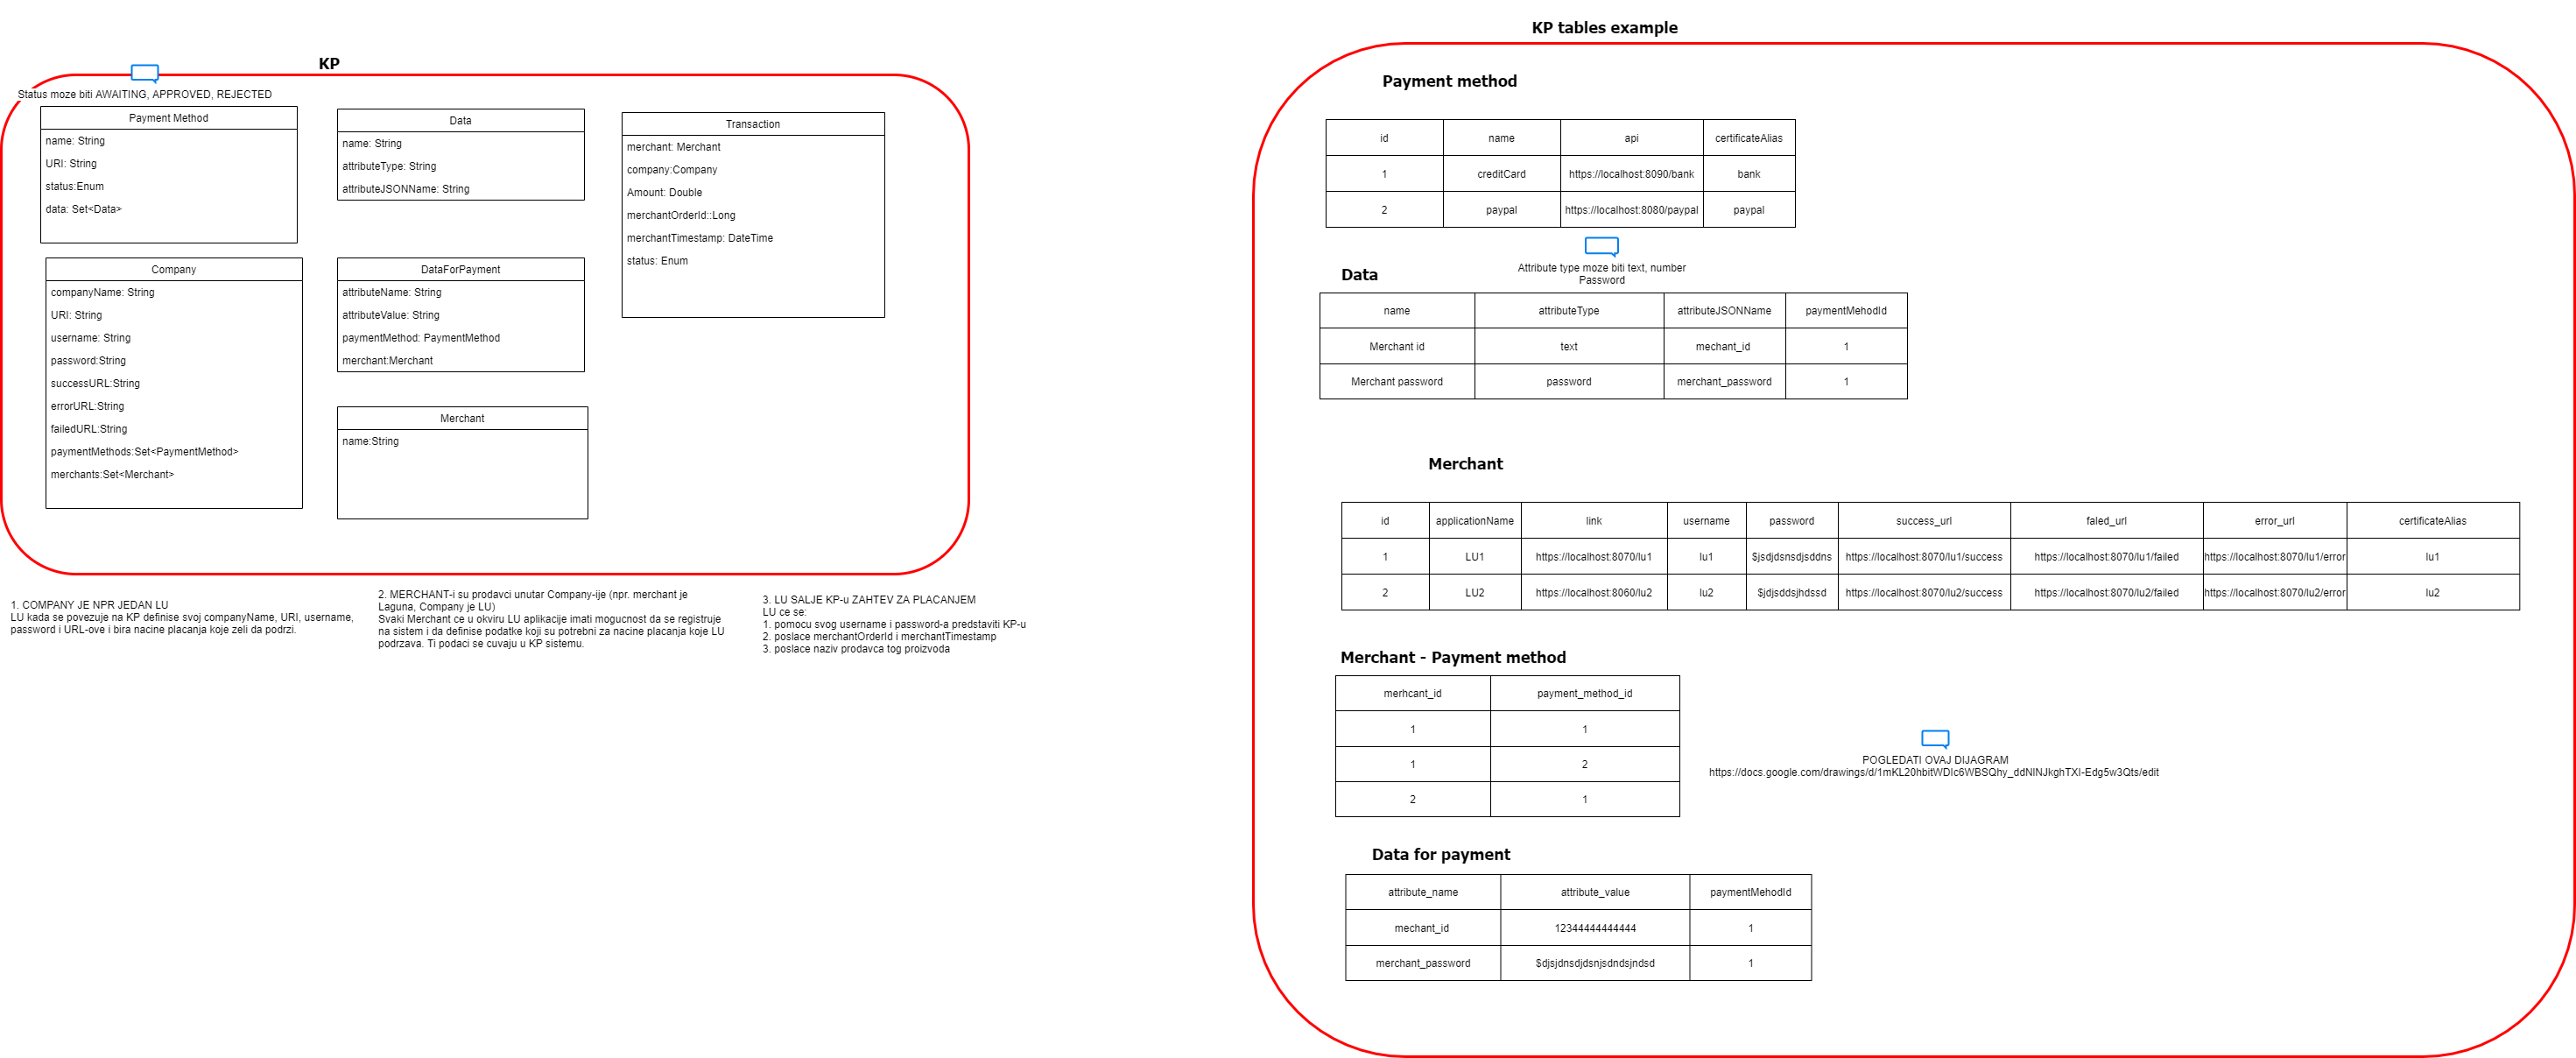 KP
Status moze biti AWAITING, APPROVED, REJECTED
Payment Method
name: String
URI: String
status:Enum
data: Set<Data>
Data
name: String
attributeType: String
attributeJSONName: String
Transaction
merchant: Merchant
company:Company
Amount: Double
merchantOrderId::Long
merchantTimestamp: DateTime
status: Enum
Company
companyName: String
URI: String
username: String
password:String
successURL:String
errorURL:String
failedURL:String
paymentMethods:Set<PaymentMethod>
merchants:Set<Merchant>
DataForPayment
attributeName: String
attributeValue: String
paymentMethod: PaymentMethod
merchant:Merchant
Merchant
name:String
1. COMPANY JE NPR JEDAN LU
LU kada se povezuje na KP definise svoj companyName, URI, username,
password i URL-ove i bira nacine placanja koje zeli da podrzi.
2. MERCHANT-i su prodavci unutar Company-ije (npr. merchant je
Laguna, Company je LU)
Svaki Merchant ce u okviru LU aplikacije imati mogucnost da se registruje
na sistem i da definise podatke koji su potrebni za nacine placanja koje LU
podrzava. Ti podaci se cuvaju u KP sistemu.
3. LU SALJE KP-u ZAHTEV ZA PLACANJEM
LU ce se:
1. pomocu svog username i password-a predstaviti KP-u
2. poslace merchantOrderId i merchantTimestamp
3. poslace naziv prodavca tog proizvoda
KP tables example
Payment method
id name api certificateAlias
1 creditCard https://localhost:8090/bank bank
2 paypal https://localhost:8080/paypal paypal
Attribute type moze biti text, number
Password
Data
name attributeType attributeJSONName paymentMehodId
Merchant id text mechant_id 1
Merchant password password merchant_password 1
Merchant
id applicationName link username password success_url faled_url error_url certificateAlias
1 LU1 https://localhost:8070/lu1 lu1 $jsdjdsnsdjsddns https://localhost:8070/lu1/success https://localhost:8070/lu1/failed https://localhost:8070/lu1/error lu1
2 LU2 https://localhost:8060/lu2 lu2 $jdjsddsjhdssd https://localhost:8070/lu2/success https://localhost:8070/lu2/failed https://localhost:8070/lu2/error lu2
Merchant - Payment method
merhcant_id payment_method_id
1 1
1 2
2 1
POGLEDATI OVAJ DIJAGRAM
Data for payment
attribute_name attribute_value paymentMehodId
mechant_id 12344444444444 1
merchant_password $djsjdnsdjdsnjsdndsjndsd 1